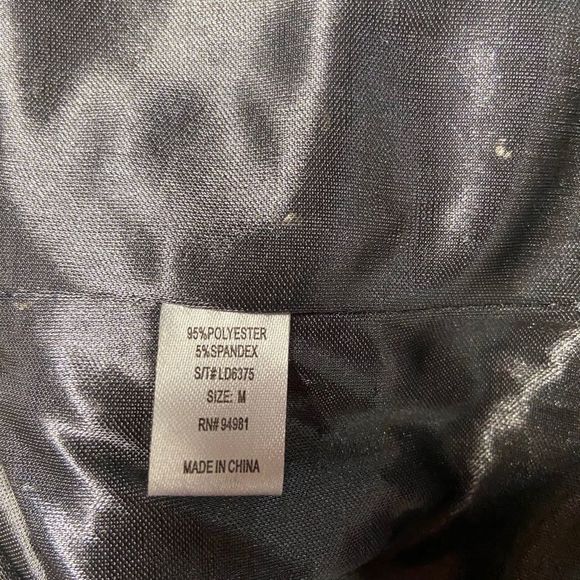 95%POLYESTER
5%SPANDEX
S/T# LD6375
SIZE: M
RN# 94981
MADE IN CHINA